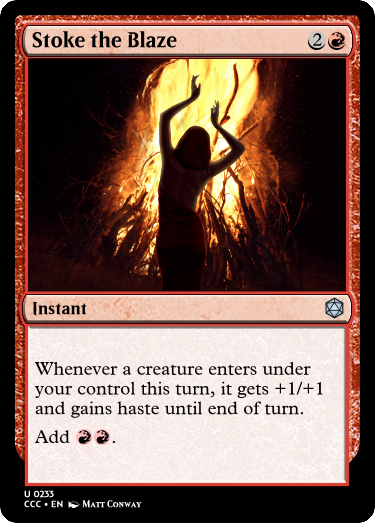 Stoke the Blaze 2
Instant
Whenever a creature enters under
your control this turn, it gets +1/+1
and gains haste until end of turn.
Add .
U 0233
CCC • EN Matt Conway